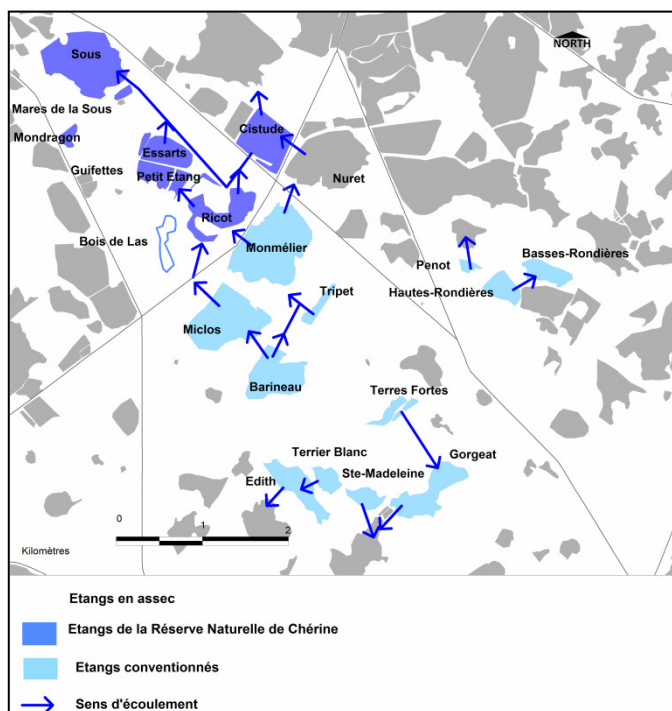 NORTH
Sous
Mares de la Sous
Cistude
Mondragon
Essarts
Guifettes
Petit Etang
Nuret
Ricot
Bois de Las
Monmélier
Penot
Basses-Rondières
Hautes-Rondières
Tripet
Miclos
Barineau
Terres Fortes
Terrier Blanc
Gorgeat
Edith
Ste-Madeleine
0
1
2
Kilomètres
Etangs en assec
Etangs de la Réserve Naturelle de Chérine
Etangs conventionnés
Sens d'écoulement